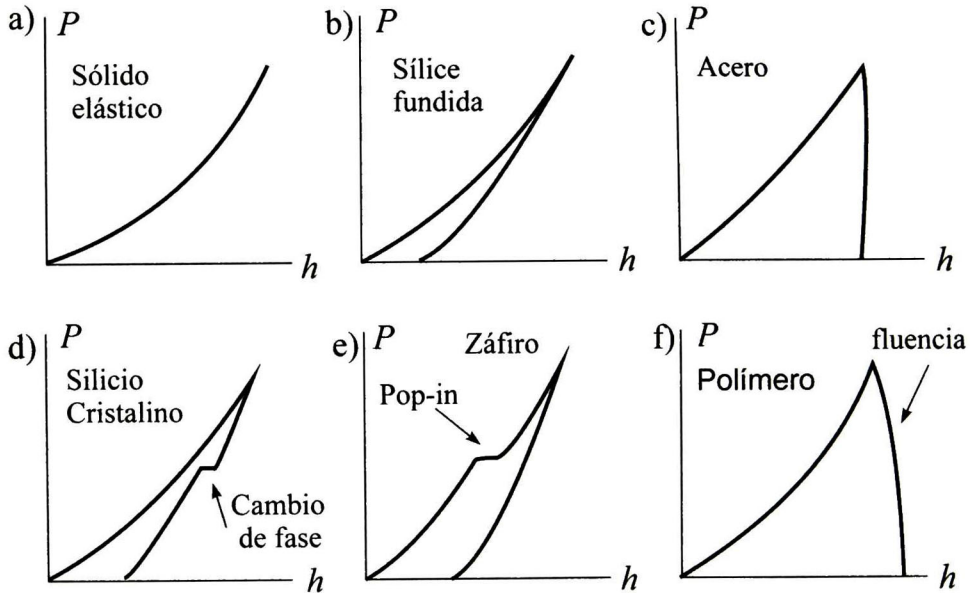 a)
P
Sólido
elástico
h
b)
P
Sílice
fundida
h
c)
P
Acero
h
d)
P
Silicio
Cristalino
Cambio
de fase
h
e)
P
Záfiro
Pop-in
h
f)
P
fluencia
Polímero
h